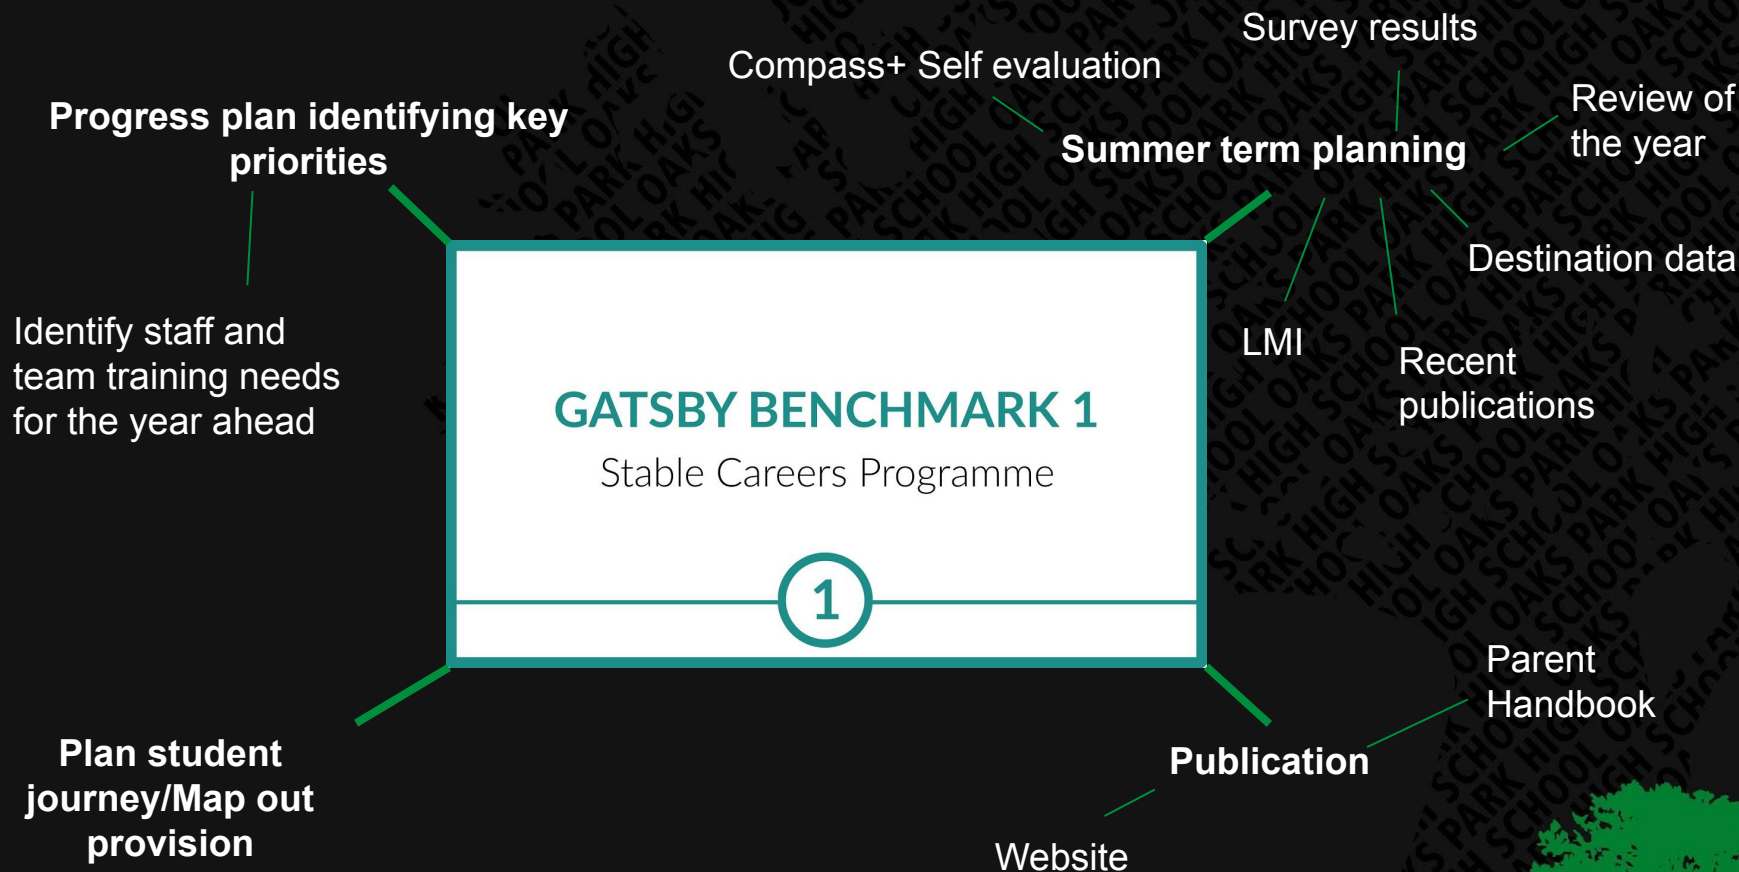 Survey results
Compass+ Self evaluation
Review of
the year
Progress plan identifying key
priorities
Summer term planning
Destination data
Identify staff and
team training needs
for the year ahead
LMI
Recent
publications
GATSBY BENCHMARK 1
Stable Careers Programme
1
Parent
Handbook
Plan student
journey/Map out
provision
Publication
Website